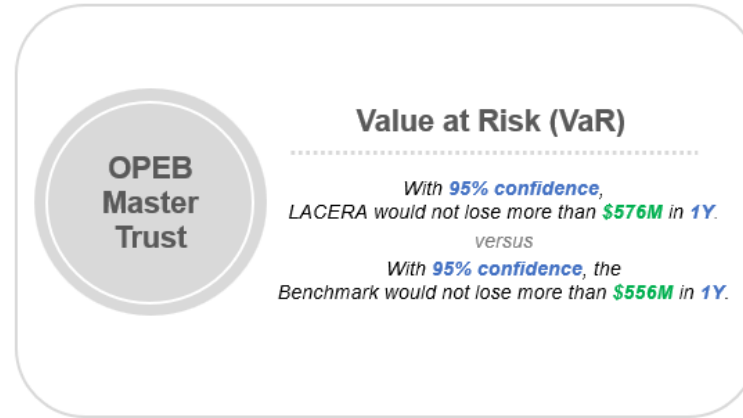 OPEB
Master
Trust
Value at Risk (VaR)
With 95% confidence,
LACERA would not lose more than $576M in 1Y.
versus
With 95% confidence, the
Benchmark would not lose more than $556M in 1Y.